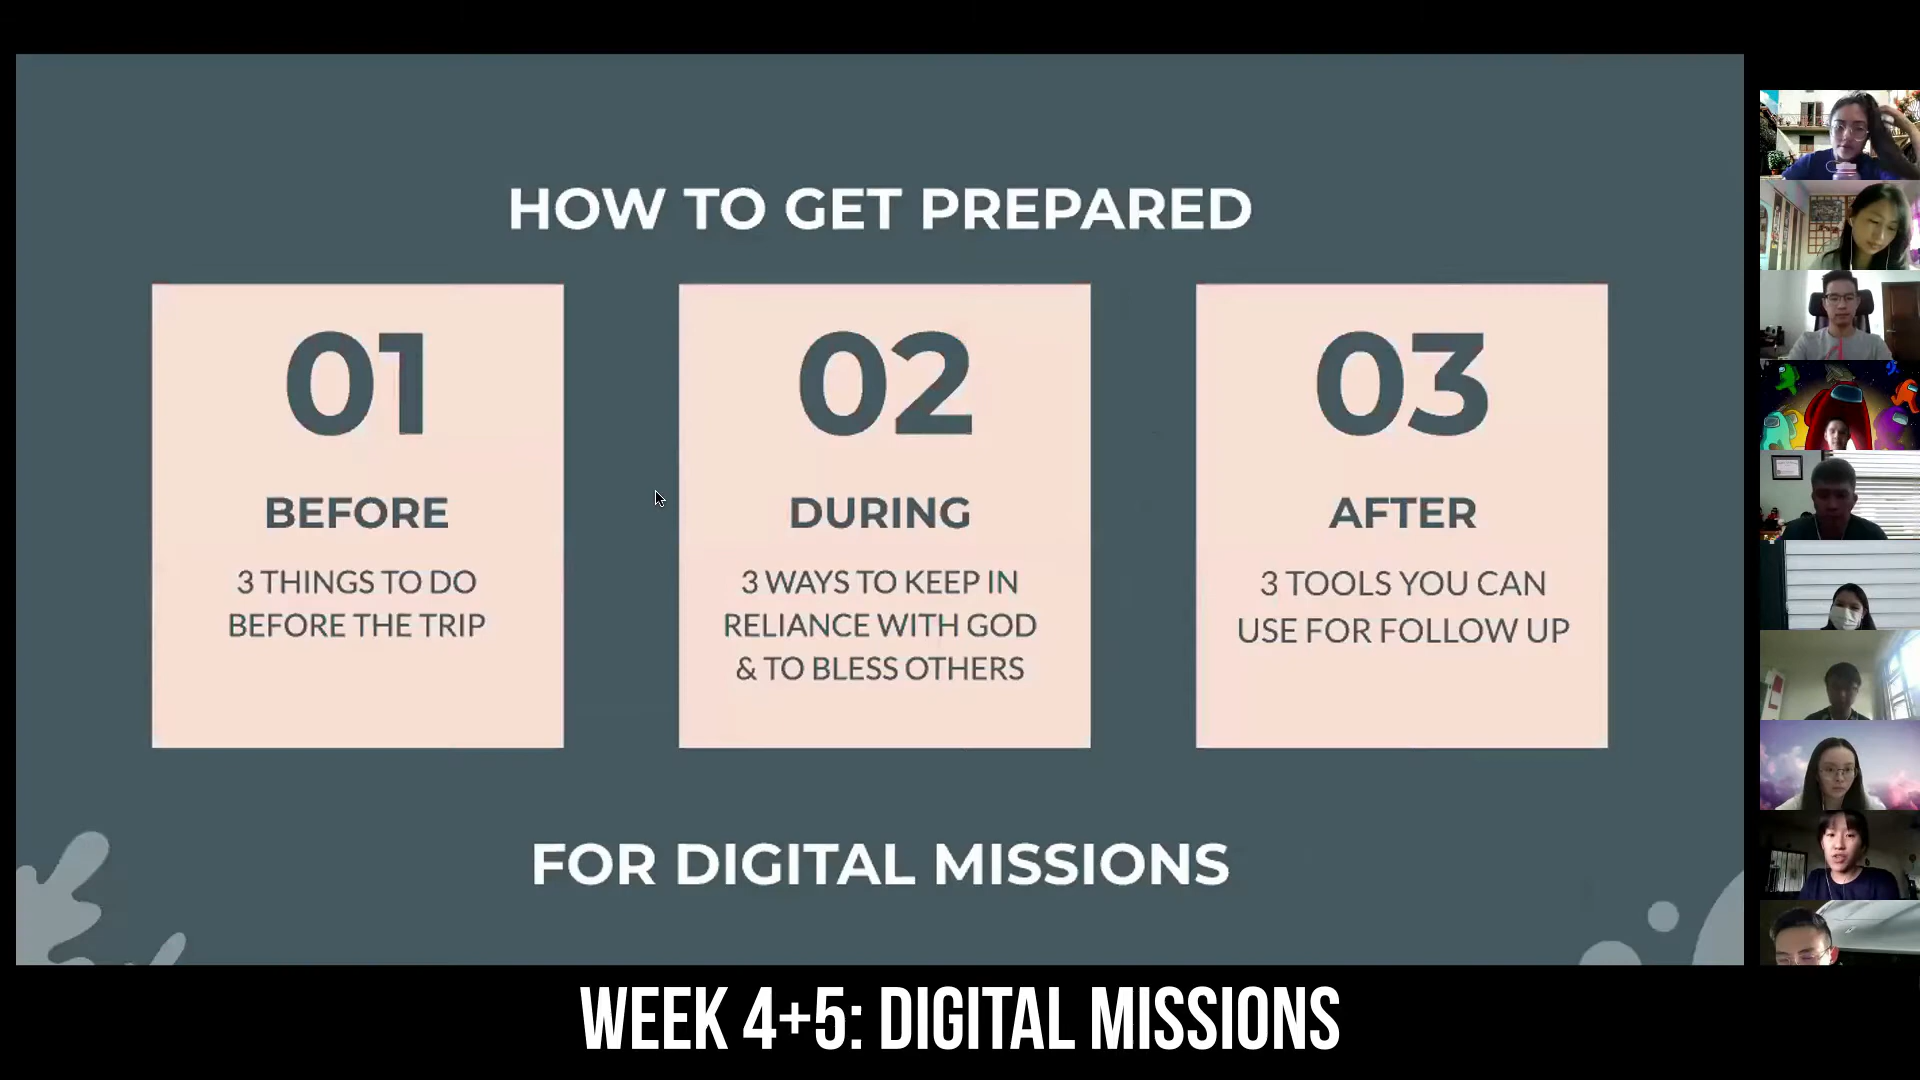 HOW TO GET PREPARED
01
BEFORE
3 THINGS TO DO
BEFORE THE TRIP
02
DURING
3 WAYS TO KEEP IN
RELIANCE WITH GOD
& TO BLESS OTHERS
03
AFTER
3 TOOLS YOU CAN
USE FOR FOLLOW UP
FOR DIGITAL MISSIONS
WEEK 4+5: DIGITAL MISSIONS